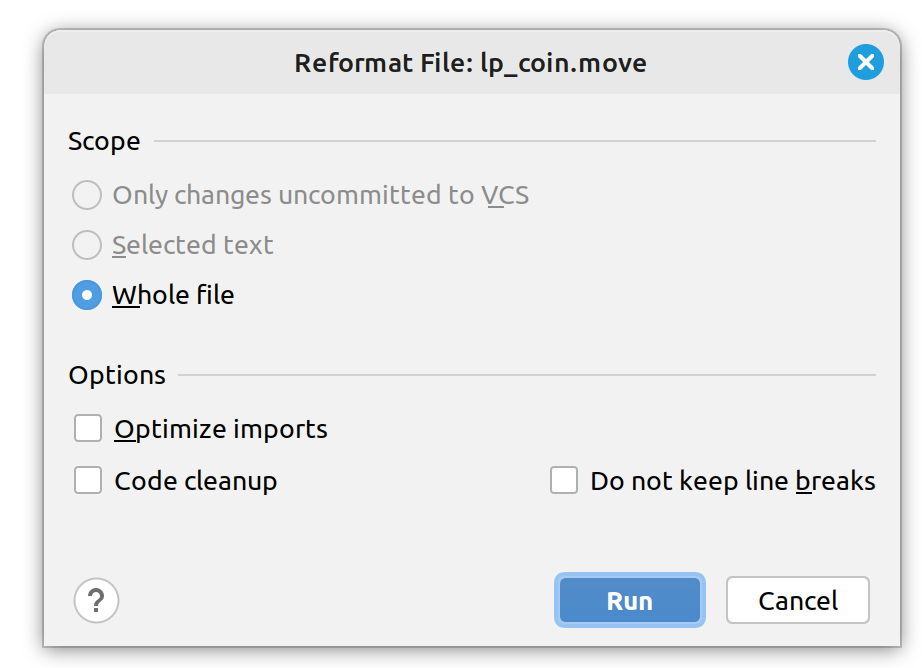 Reformat File: lp_coin.move
Scope
Only changes uncommitted to VCS
Selected text
Whole file
Options
Optimize imports
Code cleanup
Do not keep line breaks
?
Run
Cancel